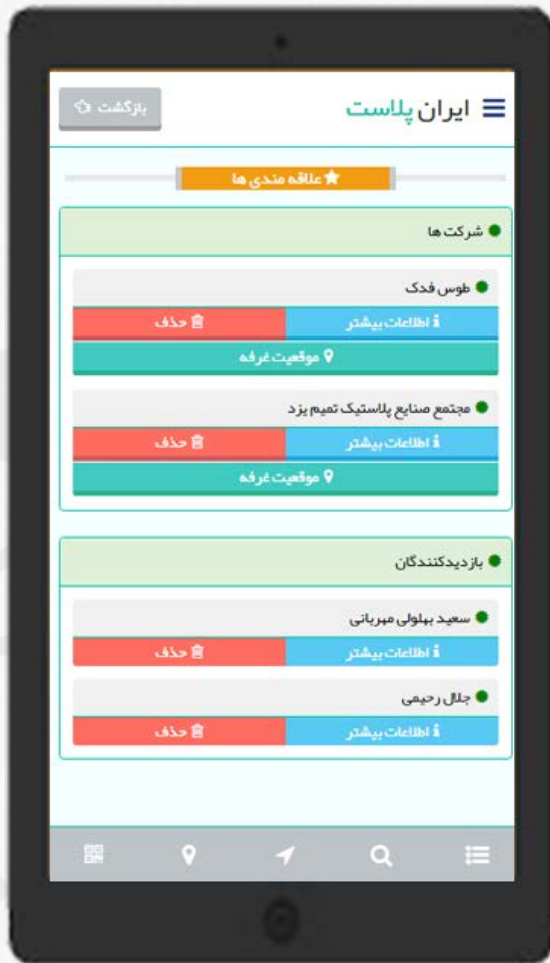 ایران پلاست
بازگشت
علاقه مندی ها
شرکت ها
طوس فدک
اطلاعات بیشتر
حذف
موقعیت غرفه
مجتمع صنایع پلاستیک تمیم یزد
اطلاعات بیشتر
حذف
موقعیت غرفه
بازدیدکنندگان
سعید بهلولی مهربانی
اطلاعات بیشتر
حذف
جلال رحیمی
اطلاعات بیشتر
حذف